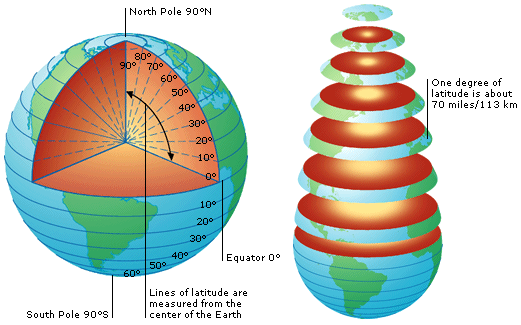 North Pole 90°N
90°
80°
70°
60°
50°
40°
30°
20°
10°
0°
10°
20°
30°
40°
50°
60°
Equator 0°
South Pole 90°S
Lines of latitude are
measured from the
center of the Earth
One degree of
latitude is about
70 miles/113 km